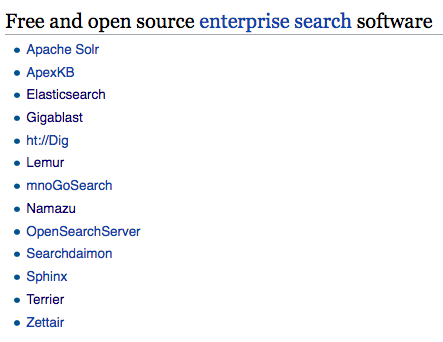 Free and open source enterprise search software
Apache Solr
ApexKB
Elasticsearch
Gigablast
ht://Dig
Lemur
mnoGoSearch
Namazu
OpenSearchServer
Searchdaimon
Sphinx
Terrier
Zettair